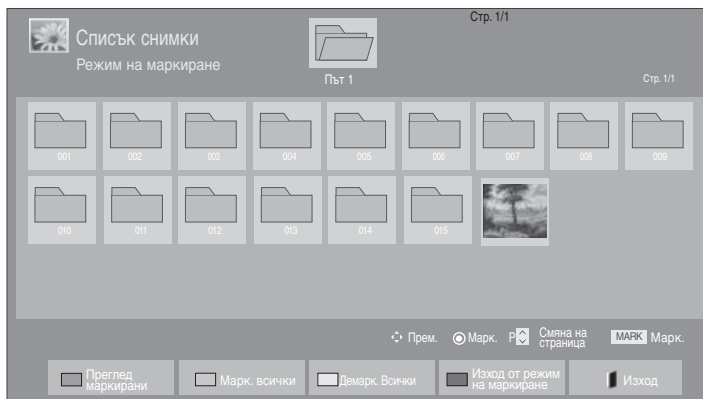 Стр. 1/1
Списък снимки
Режим на маркиране
Път 1
Стр. 1/1
001 002 003 004 005 006 007 008 009
010 011 012 013 014 015
Прем. Марк. P Смяна на
страница
MARK Марк.
Преглед
маркирани
Марк. всички
Демарк. Всички
Изход от режим
на маркиране
Изход